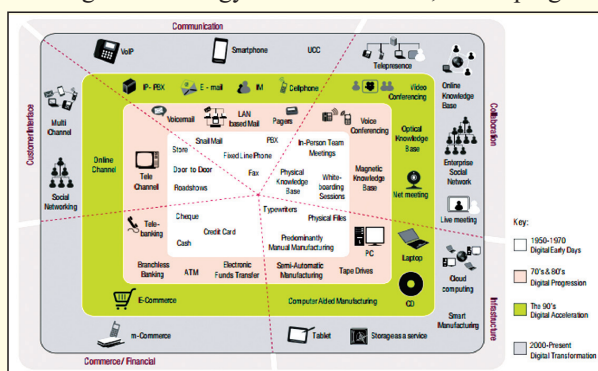 Communication
VoIP
Smartphone
UCC
Telepresence
IP- PBX
E - mail
IM
Cellphone
Video
Conferencing
Online
Knowledge
Base
Multi
Channel
Customer Interface
Collaboration
Voicemail
LAN
based Mail
Pagers
Voice
Conferencing
Online
Channel
Optical
Knowledge
Base
Snail Mail
PBX
In-Person Team
Meetings
Store
Fixed Line Phone
Tele
Channel
Door to Door
Fax
Physical
Knowledge
Base
White-
boarding
Sessions
Magnetic
Knowledge
Base
Roadshows
Net meeting
Enterprise
Social
Network
Social
Networking
Live meeting
Key:
1950-1970
Digital Early Days
Typewriters
Cheque
Physical Files
Credit Card
Tele-
banking
Cash
Predominantly
Manual Manufacturing
PC
Laptop
Cloud
computing
70's & 80's
Digital Progression
Branchless
Banking
ATM
Electronic
Funds Transfer
Semi-Automatic
Manufacturing
Tape Drives
E-Commerce
Computer Aided Manufacturing
CD
Smart
Manufacturing
Infrastructure
The 90's
Digital Acceleration
m-Commerce
Tablet
Storage as a service
2000-Present
Digital Transformation
Commerce/ Financial